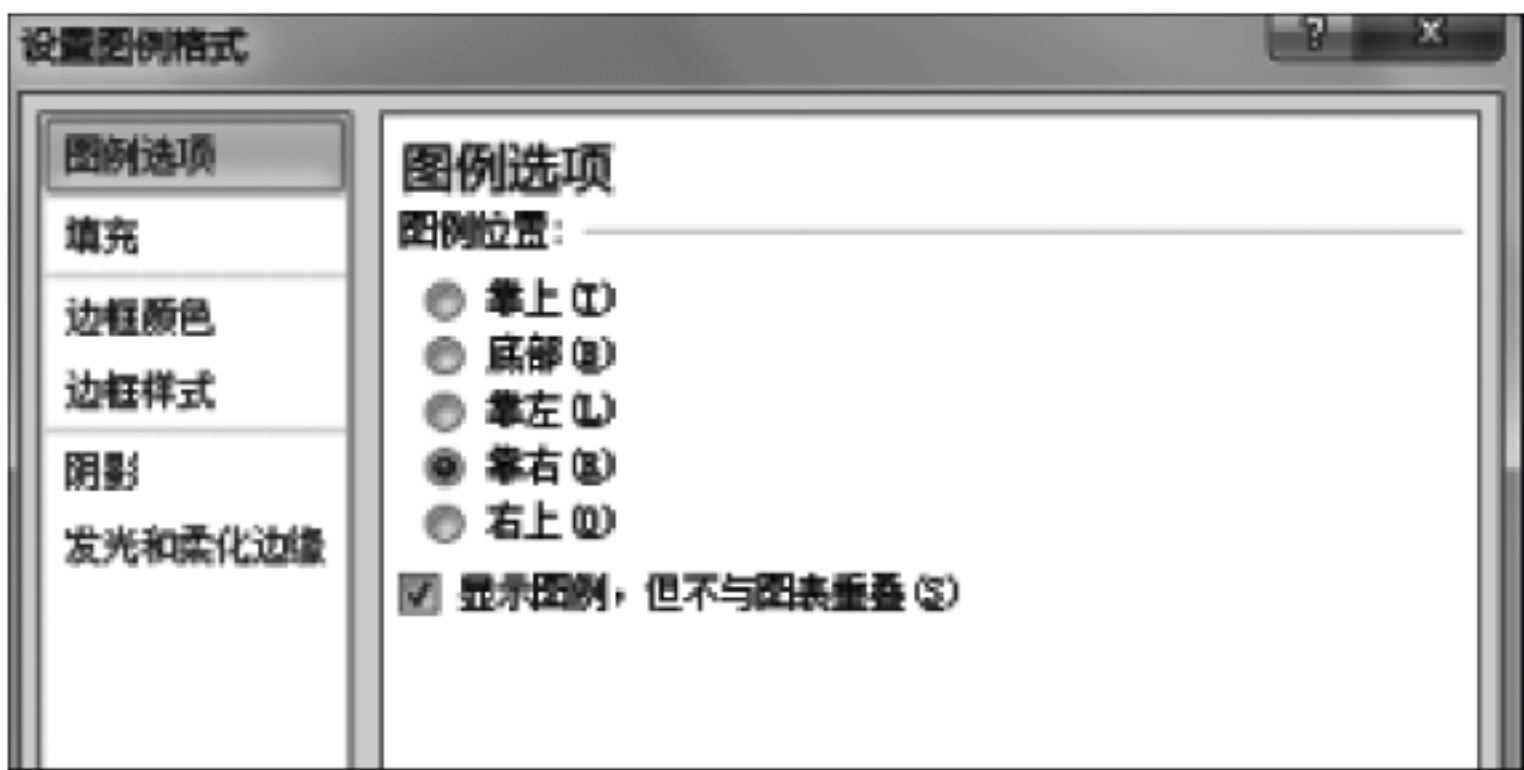 设置图例格式
图例选项
填充
边框颜色
边框样式
阴影
发光和柔化边缘
图例选项
图例位置:
靠上(T)
底部(B)
靠左(L)
靠右(R)
右上(O)
显示图例，但不与图表重叠(S)